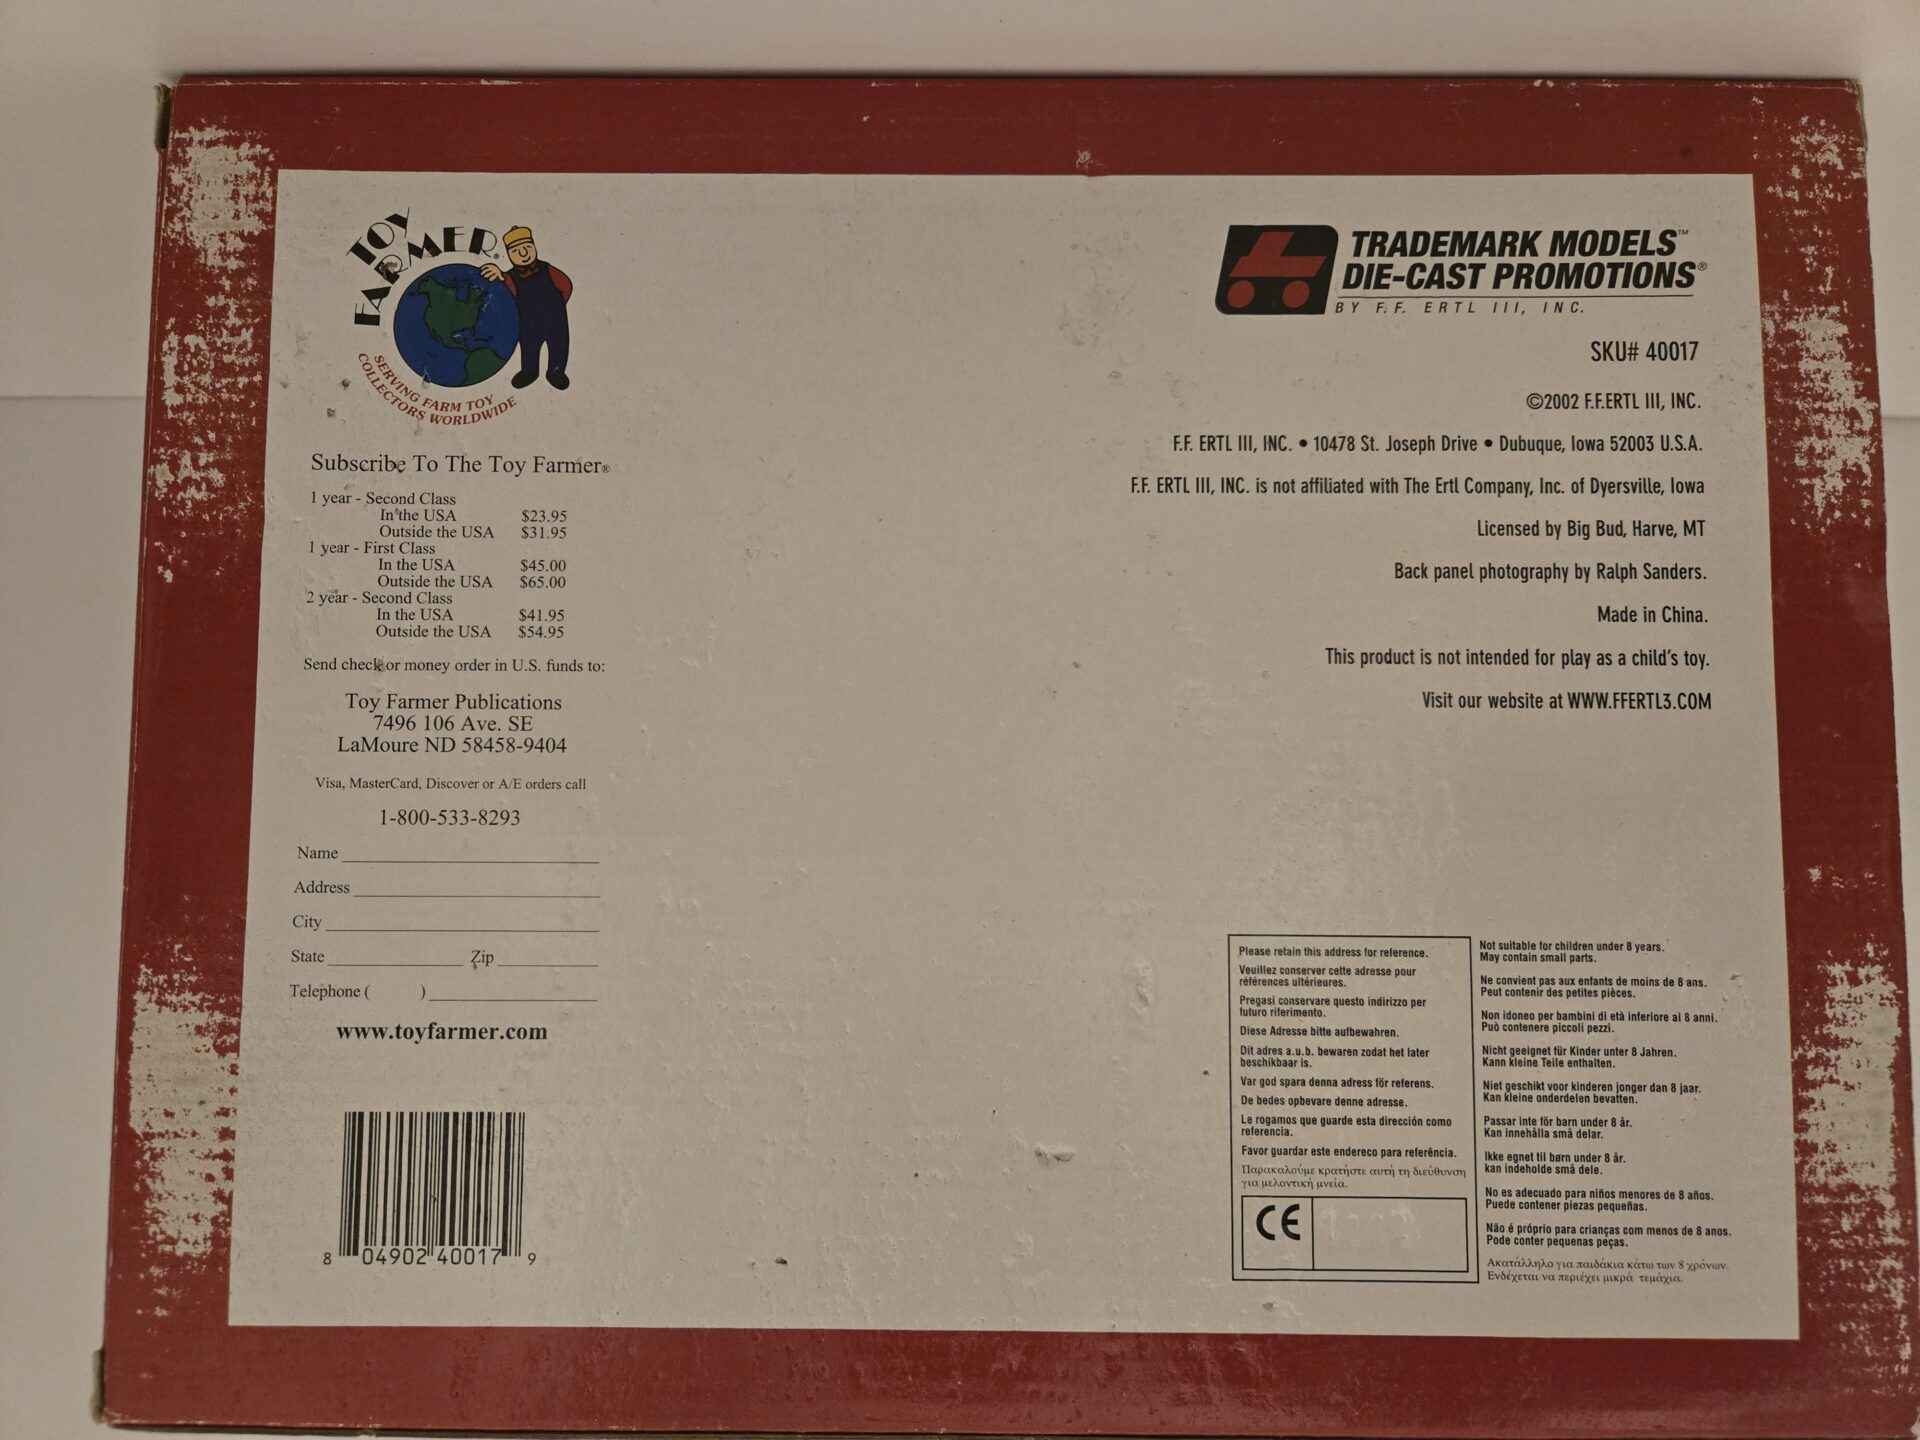 TOY
FARMER®
SERVING FARM TOY
COLLECTORS WORLDWIDE
Subscribe To The Toy Farmer®
1 year - Second Class
In the USA $23.95
Outside the USA $31.95
1 year - First Class
In the USA $45.00
Outside the USA $65.00
2 year - Second Class
In the USA $41.95
Outside the USA $54.95
Send check or money order in U.S. funds to:
Toy Farmer Publications
7496 106 Ave. SE
LaMoure ND 58458-9404
Visa, MasterCard, Discover or A/E orders call
1-800-533-8293
Name
Address
City
State Zip
Telephone ( )
www.toyfarmer.com
8 04902 40017 9
TRADEMARK MODELS™
DIE-CAST PROMOTIONS®
BY F.F. ERTL III, INC.
SKU# 40017
©2002 F.F.ERTL III, INC.
F.F. ERTL III, INC. • 10478 St. Joseph Drive • Dubuque, Iowa 52003 U.S.A.
F.F. ERTL III, INC. is not affiliated with The Ertl Company, Inc. of Dyersville, Iowa
Licensed by Big Bud, Harve, MT
Back panel photography by Ralph Sanders.
Made in China.
This product is not intended for play as a child's toy.
Visit our website at WWW.FFERTL3.COM
Please retain this address for reference.
Veuillez conserver cette adresse pour
références ultérieures.
Pregasi conservare questo indirizzo per
futuro riferimento.
Diese Adresse bitte aufbewahren.
Dit adres a.u.b. bewaren zodat het later
beschikbaar is.
Var god spara denna adress för referens.
De bedes opbevare denne adresse.
Le rogamos que guarde esta dirección como
referencia.
Favor guardar este endereco para referência.
Παρακαλούμε κρατήστε αυτή τη διεύθυνση
για μελοντική μνεία.
CE
Not suitable for children under 8 years.
May contain small parts.
Ne convient pas aux enfants de moins de 8 ans.
Peut contenir des petites pièces.
Non idoneo per bambini di età inferiore ai 8 anni.
Può contenere piccoli pezzi.
Nicht geeignet für Kinder unter 8 Jahren.
Kann kleine Teile enthalten.
Niet geschikt voor kinderen jonger dan 8 jaar.
Kan kleine onderdelen bevatten.
Passar inte för barn under 8 år.
Kan innehålla små delar.
Ikke egnet til børn under 8 år.
kan indeholde små dele.
No es adecuado para niños menores de 8 años.
Puede contener piezas pequeñas.
Não é próprio para crianças com menos de 8 anos.
Pode conter pequenas peças.
Ακατάλληλο για παιδάκια κάτω των 8 χρόνων.
Ενδέχεται να περιέχει μικρά τεμάχια.